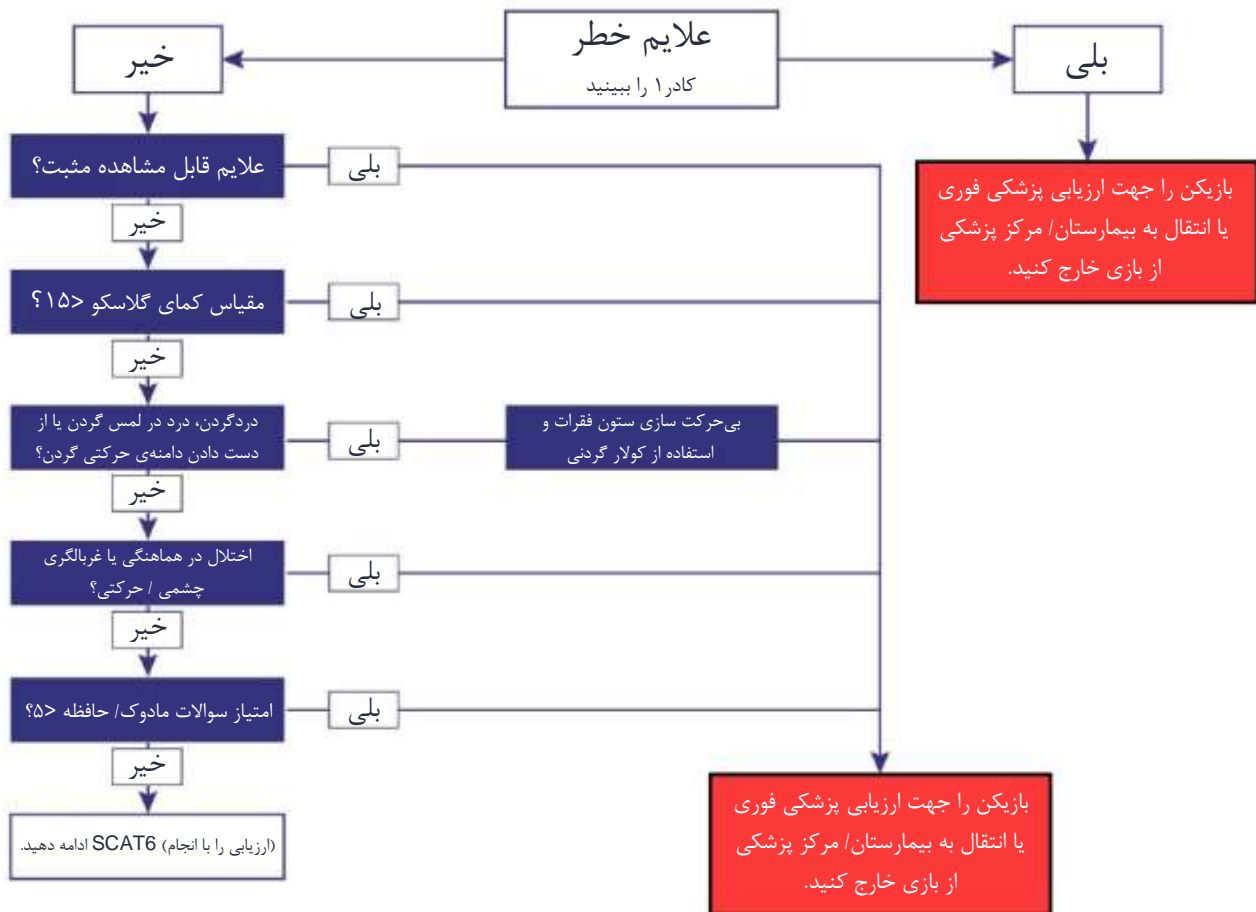 علایم خطر
کادر۱ را ببینید
بلی
بازیکن را جهت ارزیابی پزشکی فوری
یا انتقال به بیمارستان/ مرکز پزشکی
از بازی خارج کنید.
خیر
علایم قابل مشاهده مثبت؟
بلی
خیر
مقیاس کمای گلاسکو <۱۵؟
بلی
خیر
دردگردن، درد در لمس گردن یا از
دست دادن دامنه‌ی حرکتی گردن؟
بلی
بی‌حرکت سازی ستون فقرات و
استفاده از کولار گردنی
خیر
اختلال در هماهنگی یا غربالگری
چشمی / حرکتی؟
بلی
خیر
امتیاز سوالات مادوک/ حافظه <۵؟
بلی
خیر
(ارزیابی را با انجام) SCAT6 ادامه دهید.
بازیکن را جهت ارزیابی پزشکی فوری
یا انتقال به بیمارستان/ مرکز پزشکی
از بازی خارج کنید.